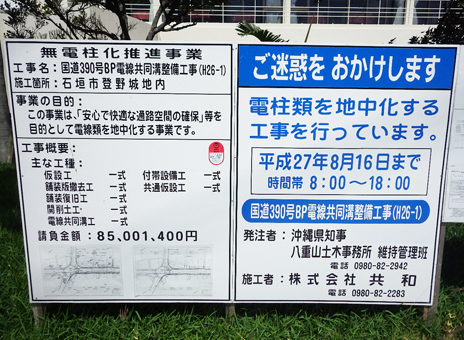 無電柱化推進事業
工事名：国道390号BP電線共同溝整備工事(H26-1)
施工箇所：石垣市登野城地内
事業の目的：
この事業は、「安心で快適な通路空間の確保」等を
目的として電線類を地中化する事業です。
工事概要：
主な工種：
仮設工 一式 付帯設備工 一式
舗装版撤去工 一式 共通仮設工 一式
舗装復旧工 一式
開削土工 一式
電線共同溝工 一式
請負金額：85,001,400円
ご迷惑を おかけします
電柱類を地中化する
工事を行っています。
平成27年8月16日まで
時間帯 8:00～18:00
国道390号BP電線共同溝整備工事(H26-1)
発注者：沖縄県知事
八重山土木事務所 維持管理班
電話 0980-82-2942
施工者：株式会社 共和
電話 0980-82-2283